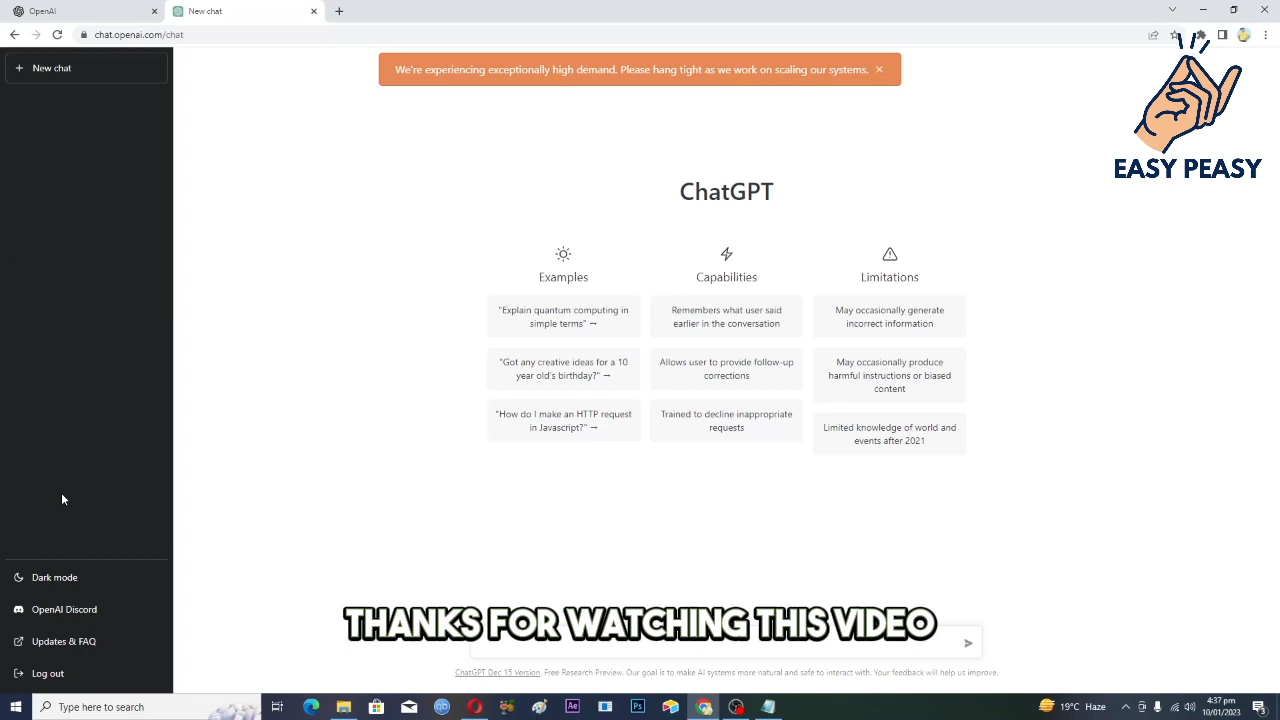 OpenAI
New chat
chat.openai.com/chat
New chat
We're experiencing exceptionally high demand. Please hang tight as we work on scaling our systems.
EASY PEASY
ChatGPT
Examples
Capabilities
Limitations
"Explain quantum computing in
simple terms" →
Remembers what user said
earlier in the conversation
May occasionally generate
incorrect information
"Got any creative ideas for a 10
year old's birthday?" →
Allows user to provide follow-up
corrections
May occasionally produce
harmful instructions or biased
content
"How do I make an HTTP request
in Javascript?" →
Trained to decline inappropriate
requests
Limited knowledge of world and
events after 2021
Dark mode
OpenAI Discord
Updates & FAQ
Log out
THANKS FOR WATCHING THIS VIDEO
ChatGPT Dec 15 Version. Free Research Preview. Our goal is to make AI systems more natural and safe to interact with. Your feedback will help us improve.
Type here to search
qb
Ae
Ps
19°C Haze
4:37 pm
10/01/2023